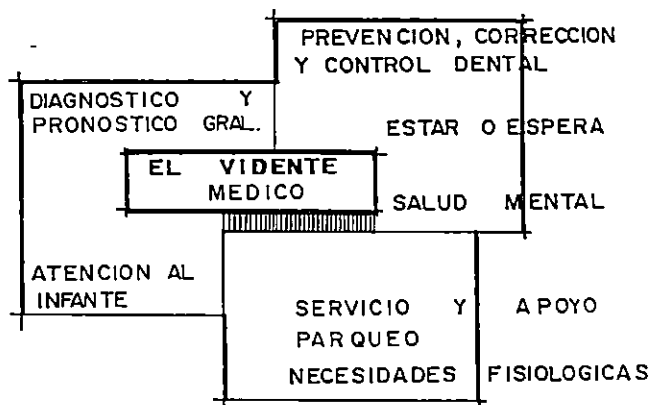 PREVENCION, CORRECCION
Y CONTROL DENTAL
DIAGNOSTICO Y
PRONOSTICO GRAL.
ESTAR O ESPERA
EL VIDENTE
MEDICO
SALUD MENTAL
ATENCION AL
INFANTE
SERVICIO Y APOYO
PARQUEO
NECESIDADES FISIOLOGICAS